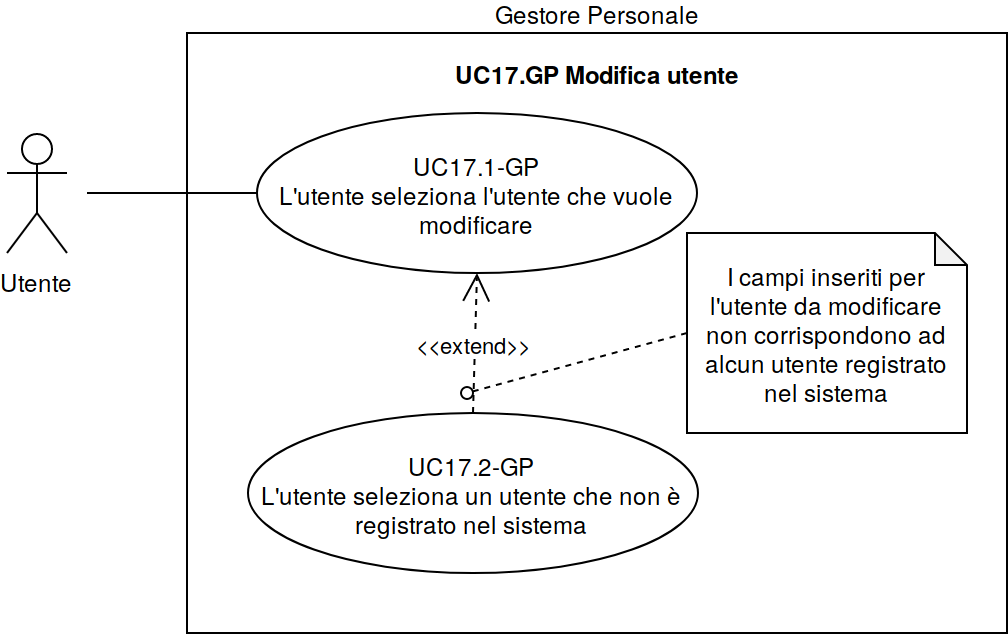 Gestore Personale
UC17.GP Modifica utente
UC17.1-GP
L'utente seleziona l'utente che vuole
modificare
Utente
I campi inseriti per
l'utente da modificare
non corrispondono ad
alcun utente registrato
nel sistema
<<extend>>
UC17.2-GP
L'utente seleziona un utente che non è
registrato nel sistema